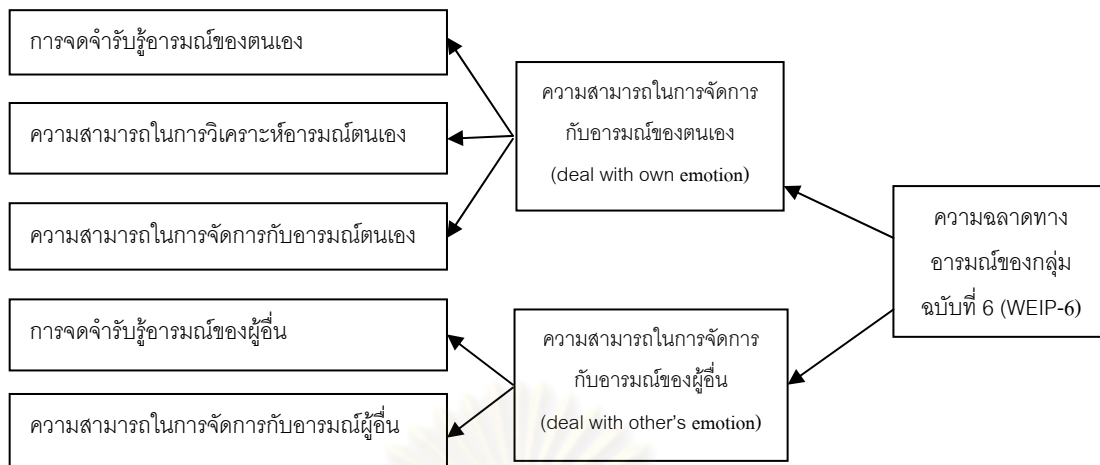 การจดจำรับรู้อารมณ์ของตนเอง
ความสามารถในการวิเคราะห์อารมณ์ตนเอง
ความสามารถในการจัดการกับอารมณ์ตนเอง
การจดจำรับรู้อารมณ์ของผู้อื่น
ความสามารถในการจัดการกับอารมณ์ผู้อื่น
ความสามารถในการจัดการ
กับอารมณ์ของตนเอง
(deal with own emotion)
ความสามารถในการจัดการ
กับอารมณ์ของผู้อื่น
(deal with other's emotion)
ความฉลาดทาง
อารมณ์ของกลุ่ม
ฉบับที่ 6 (WEIP-6)